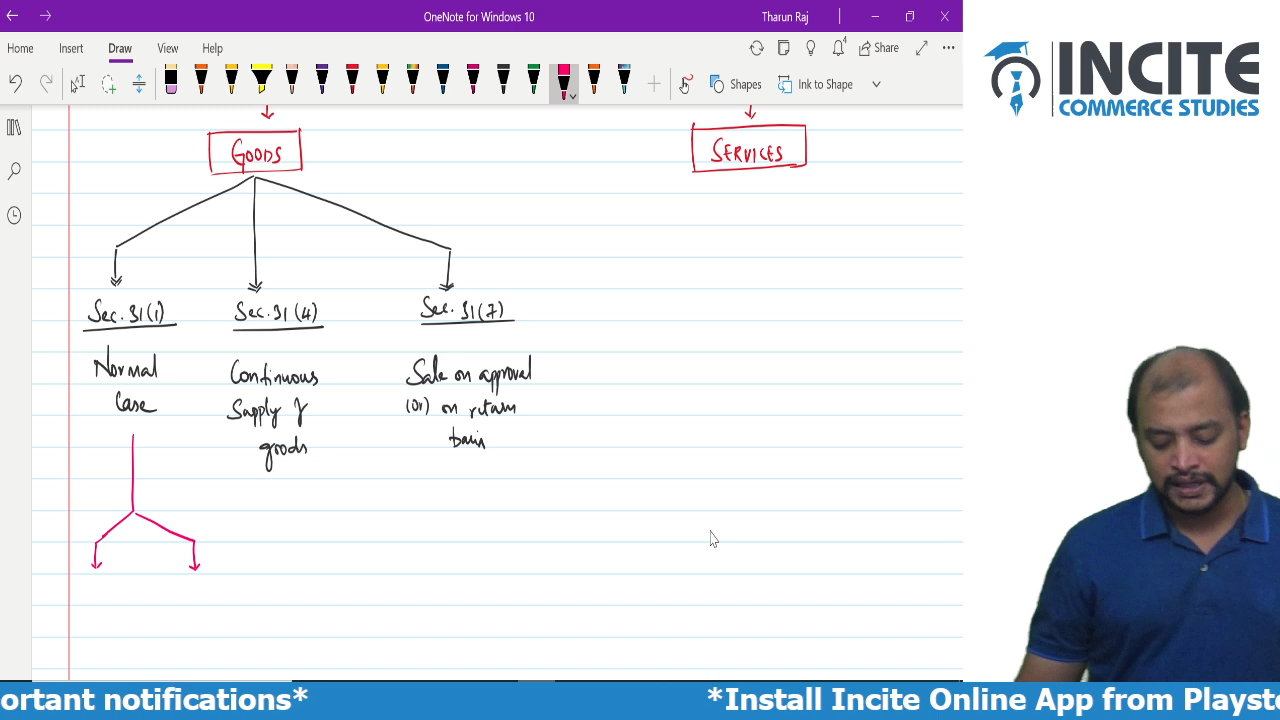 OneNote for Windows 10
Tharun Raj
Home Insert Draw View Help
4
Share
Shapes
Ink to Shape
INCITE
COMMERCE STUDIES
GOODS
SERVICES
Sec. 31(1)
Sec. 31(4)
Sec. 31(7)
Normal
Case
Continuous
Supply of
goods
Sale on approval
(or) on return
basis
ortant notifications* *Install Incite Online App from Playst